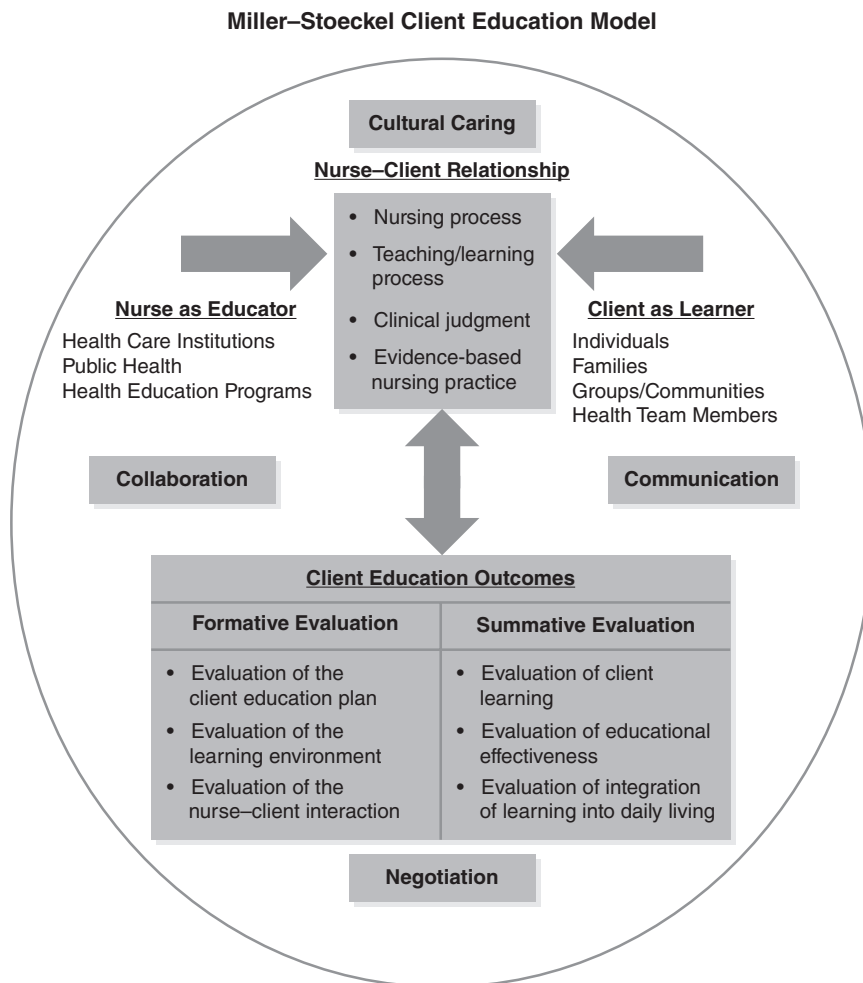 Miller–Stoeckel Client Education Model
Cultural Caring
Nurse–Client Relationship
• Nursing process
• Teaching/learning
process
• Clinical judgment
• Evidence-based
nursing practice
Nurse as Educator
Health Care Institutions
Public Health
Health Education Programs
Client as Learner
Individuals
Families
Groups/Communities
Health Team Members
Collaboration
Communication
Client Education Outcomes
Formative Evaluation
• Evaluation of the
client education plan
• Evaluation of the
learning environment
• Evaluation of the
nurse–client interaction
Summative Evaluation
• Evaluation of client
learning
• Evaluation of educational
effectiveness
• Evaluation of integration
of learning into daily living
Negotiation